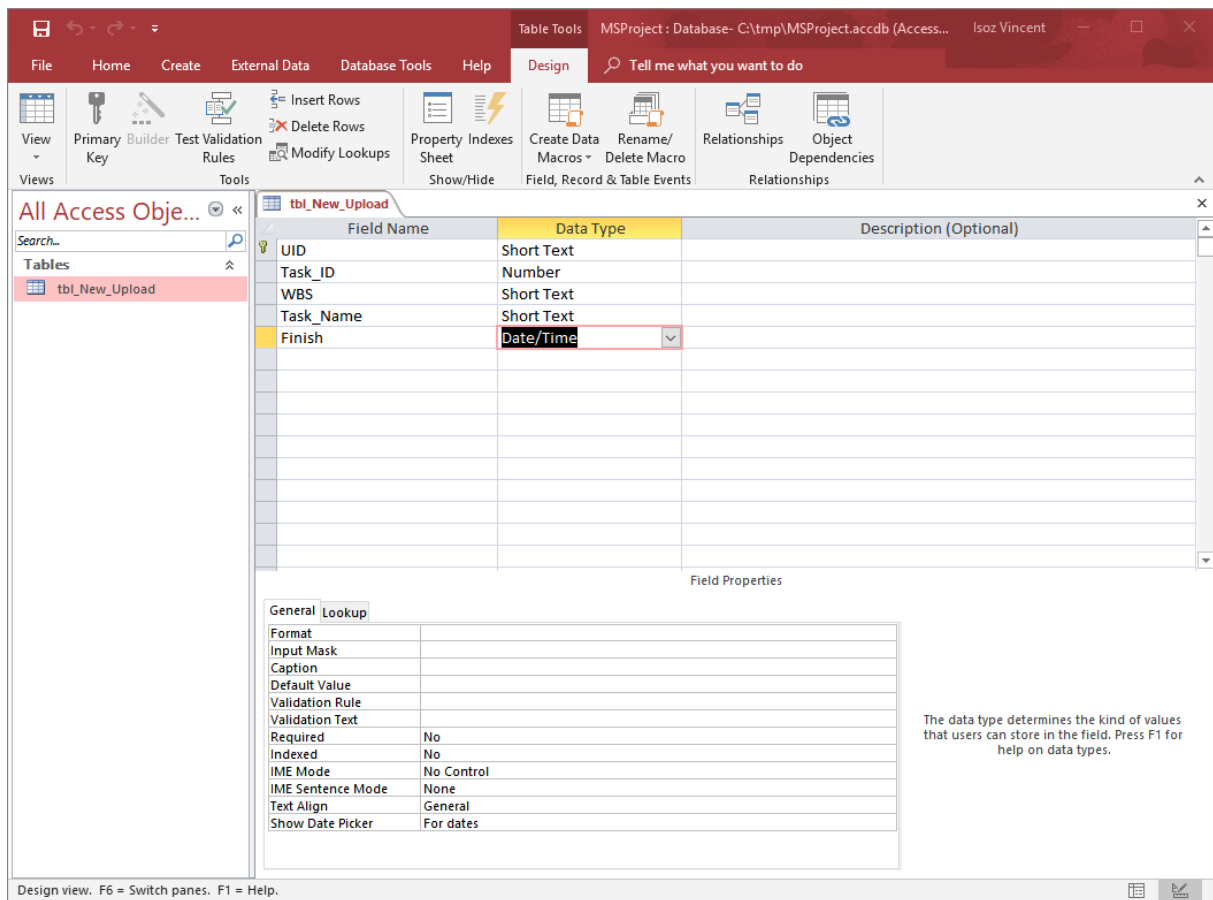 Table Tools MSProject : Database- C:\tmp\MSProject.accdb (Access... Isoz Vincent
File Home Create External Data Database Tools Help Design Tell me what you want to do
View
Primary Key
Builder
Test Validation Rules
Insert Rows
Delete Rows
Modify Lookups
Property Sheet
Indexes
Create Data Macros
Rename/ Delete Macro
Relationships
Object Dependencies
Views Tools Show/Hide Field, Record & Table Events Relationships
All Access Obje...
Search...
Tables
tbl_New_Upload
tbl_New_Upload
Field Name Data Type Description (Optional)
UID Short Text
Task_ID Number
WBS Short Text
Task_Name Short Text
Finish Date/Time
Field Properties
General Lookup
Format
Input Mask
Caption
Default Value
Validation Rule
Validation Text
Required No
Indexed No
IME Mode No Control
IME Sentence Mode None
Text Align General
Show Date Picker For dates
The data type determines the kind of values
that users can store in the field. Press F1 for
help on data types.
Design view. F6 = Switch panes. F1 = Help.